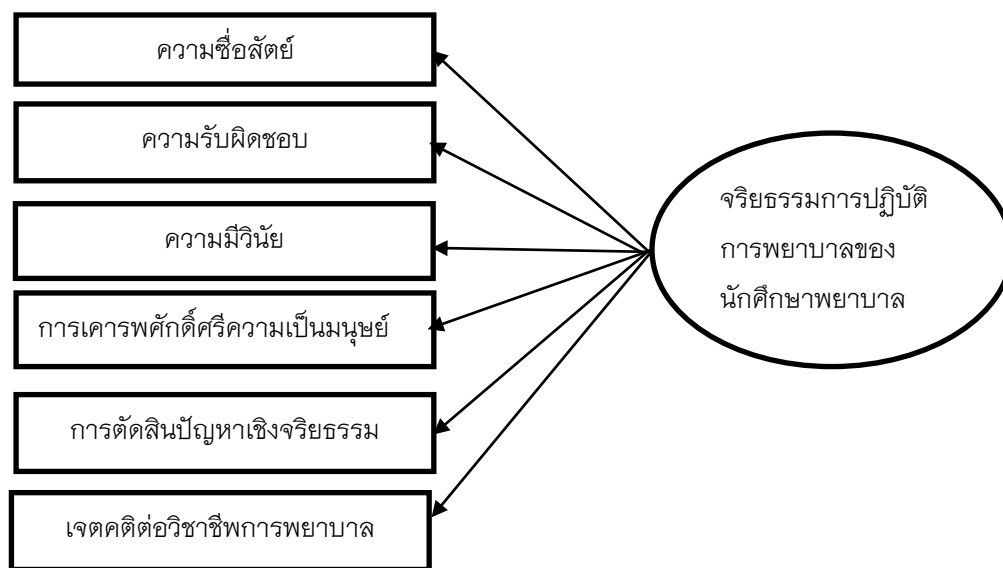 ความซื่อสัตย์
ความรับผิดชอบ
ความมีวินัย
การเคารพศักดิ์ศรีความเป็นมนุษย์
การตัดสินปัญหาเชิงจริยธรรม
เจตคติต่อวิชาชีพการพยาบาล
จริยธรรมการปฏิบัติ
การพยาบาลของ
นักศึกษาพยาบาล